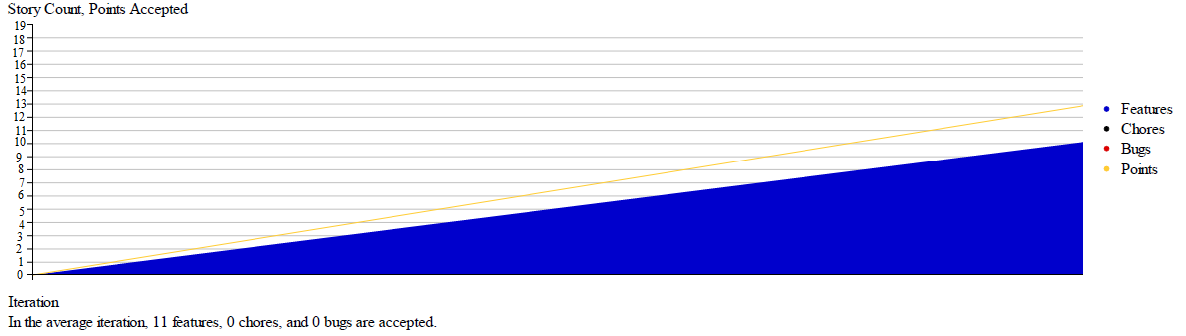 Story Count, Points Accepted
19
18
17
16
15
14
13
12
11
10
9
8
7
6
5
4
3
2
1
0
Features
Chores
Bugs
Points
Iteration
In the average iteration, 11 features, 0 chores, and 0 bugs are accepted.